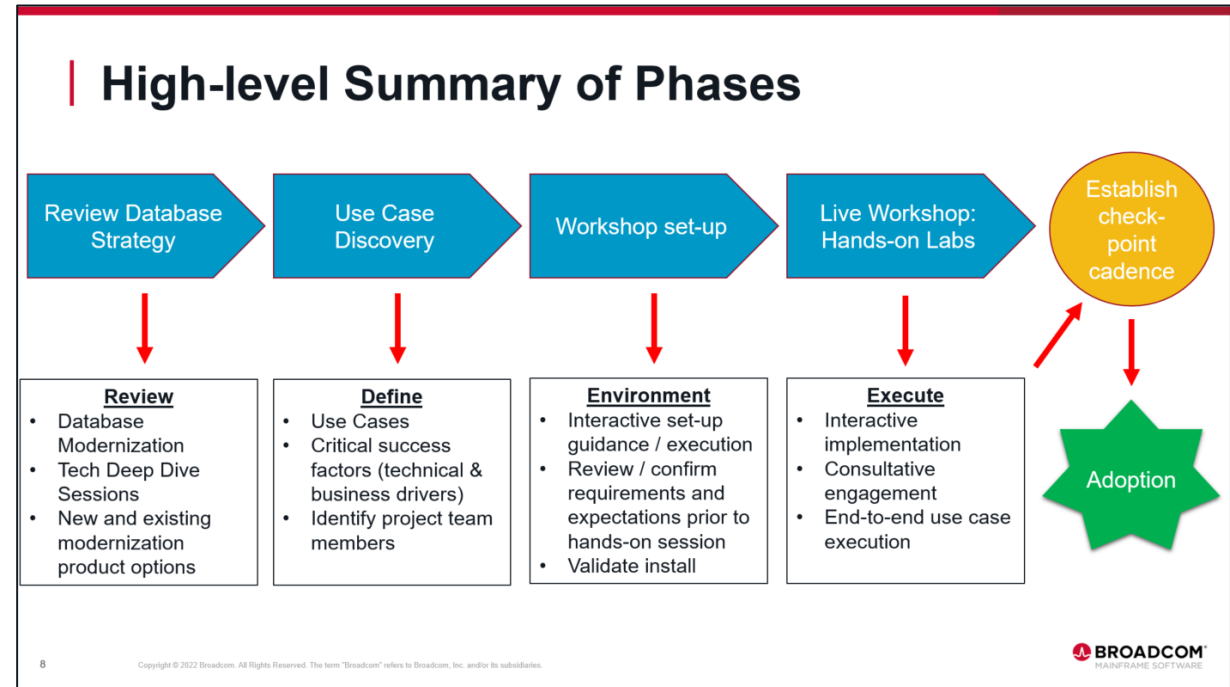 High-level Summary of Phases
Review Database
Strategy
Use Case
Discovery
Workshop set-up
Live Workshop:
Hands-on Labs
Establish
check-
point
cadence
Review
• Database
Modernization
• Tech Deep Dive
Sessions
• New and existing
modernization
product options
Define
• Use Cases
• Critical success
factors (technical &
business drivers)
• Identify project team
members
Environment
• Interactive set-up
guidance / execution
• Review / confirm
requirements and
expectations prior to
hands-on session
• Validate install
Execute
• Interactive
implementation
• Consultative
engagement
• End-to-end use case
execution
Adoption
8
Copyright © 2022 Broadcom. All Rights Reserved. The term "Broadcom" refers to Broadcom, Inc. and/or its subsidiaries.
BROADCOM®
MAINFRAME SOFTWARE